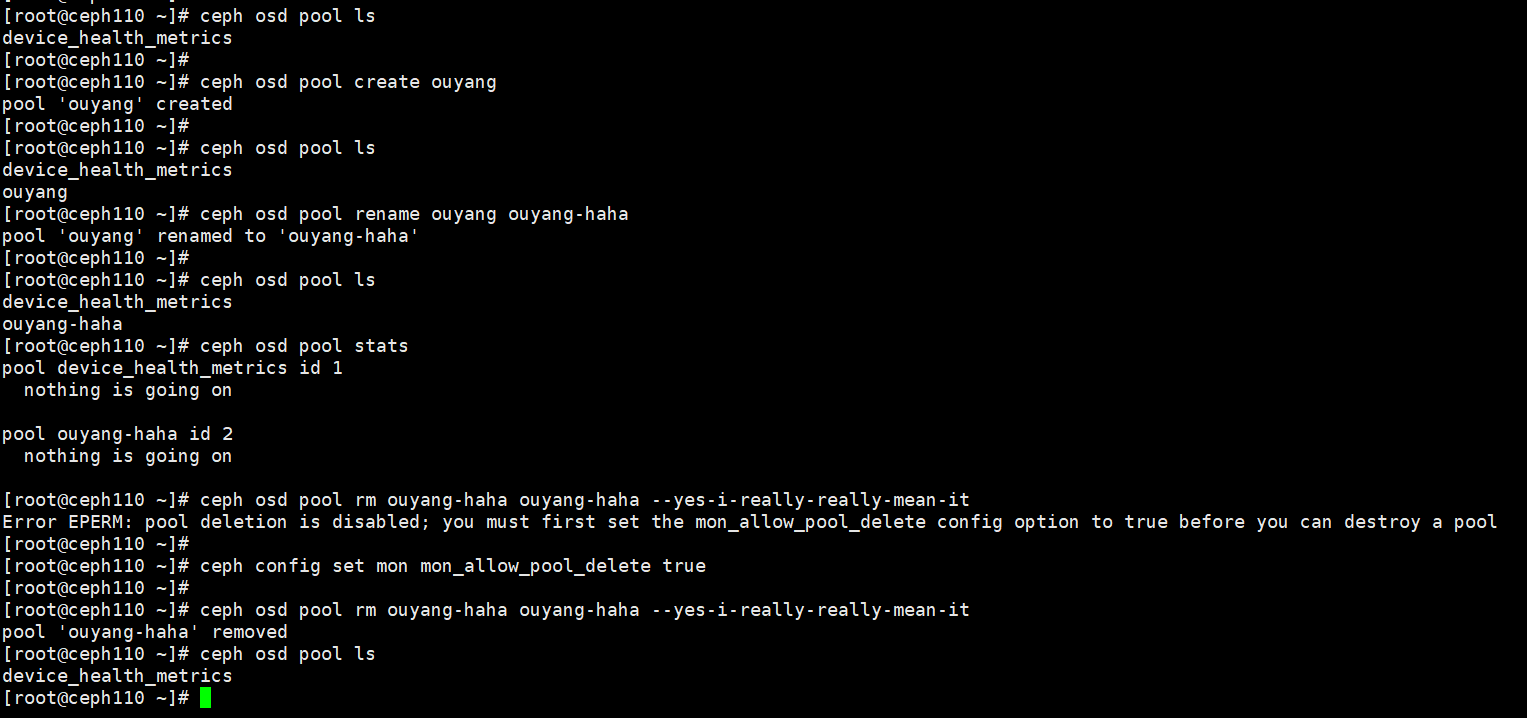 [root@ceph110 ~]# ceph osd pool ls
device_health_metrics
[root@ceph110 ~]#
[root@ceph110 ~]# ceph osd pool create ouyang
pool 'ouyang' created
[root@ceph110 ~]#
[root@ceph110 ~]# ceph osd pool ls
device_health_metrics
ouyang
[root@ceph110 ~]# ceph osd pool rename ouyang ouyang-haha
pool 'ouyang' renamed to 'ouyang-haha'
[root@ceph110 ~]#
[root@ceph110 ~]# ceph osd pool ls
device_health_metrics
ouyang-haha
[root@ceph110 ~]# ceph osd pool stats
pool device_health_metrics id 1
  nothing is going on

pool ouyang-haha id 2
  nothing is going on

[root@ceph110 ~]# ceph osd pool rm ouyang-haha ouyang-haha --yes-i-really-really-mean-it
Error EPERM: pool deletion is disabled; you must first set the mon_allow_pool_delete config option to true before you can destroy a pool
[root@ceph110 ~]#
[root@ceph110 ~]# ceph config set mon mon_allow_pool_delete true
[root@ceph110 ~]#
[root@ceph110 ~]# ceph osd pool rm ouyang-haha ouyang-haha --yes-i-really-really-mean-it
pool 'ouyang-haha' removed
[root@ceph110 ~]# ceph osd pool ls
device_health_metrics
[root@ceph110 ~]#